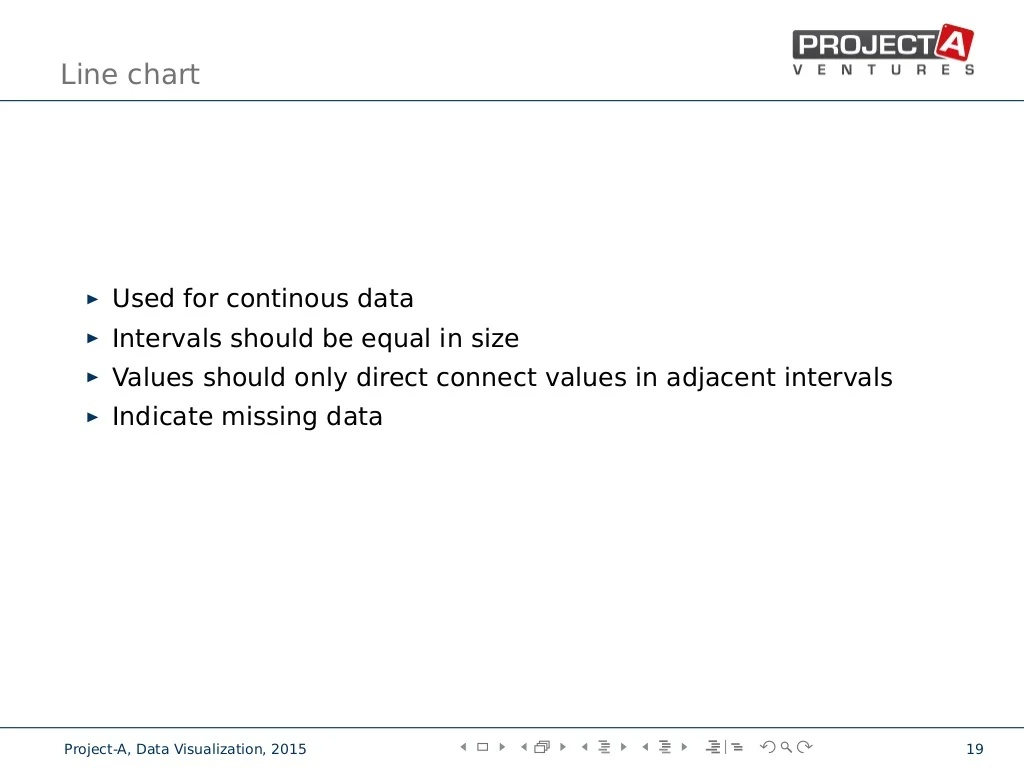 PROJECT A
VENTURES
Line chart
Used for continous data
Intervals should be equal in size
Values should only direct connect values in adjacent intervals
Indicate missing data
Project-A, Data Visualization, 2015
19